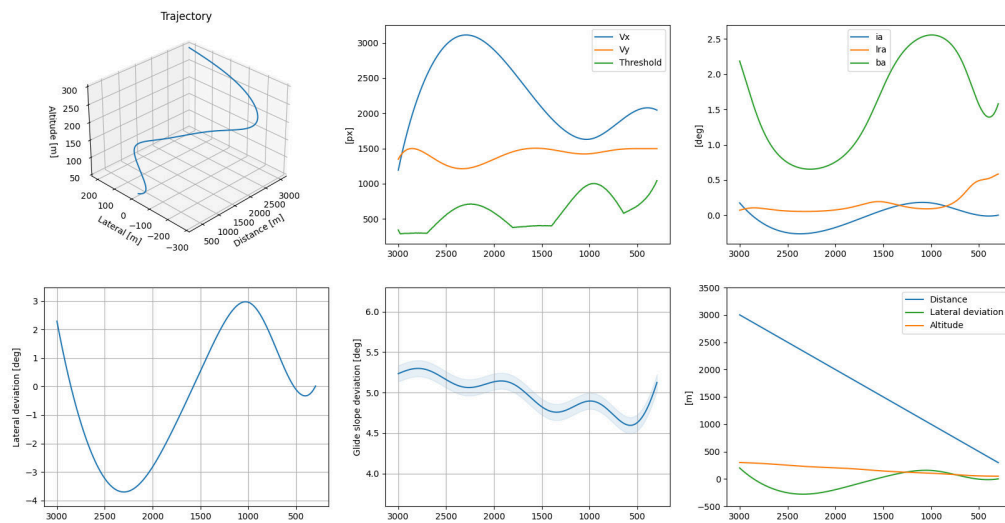 Trajectory
Altitude [m]
300
250
200
150
100
50
200
100
0
−100
−200
−300
Lateral [m]
3000
2500
2000
1500
1000
500
Distance [m]
[px]
3000
2500
2000
1500
1000
500
Vx
Vy
Threshold
3000 2500 2000 1500 1000 500
[deg]
2.5
2.0
1.5
1.0
0.5
0.0
ia
lra
ba
3000 2500 2000 1500 1000 500
Lateral deviation [deg]
3
2
1
0
−1
−2
−3
−4
3000 2500 2000 1500 1000 500
Glide slope deviation [deg]
6.0
5.5
5.0
4.5
4.0
3000 2500 2000 1500 1000 500
[m]
3500
3000
2500
2000
1500
1000
500
0
−500
Distance
Lateral deviation
Altitude
3000 2500 2000 1500 1000 500